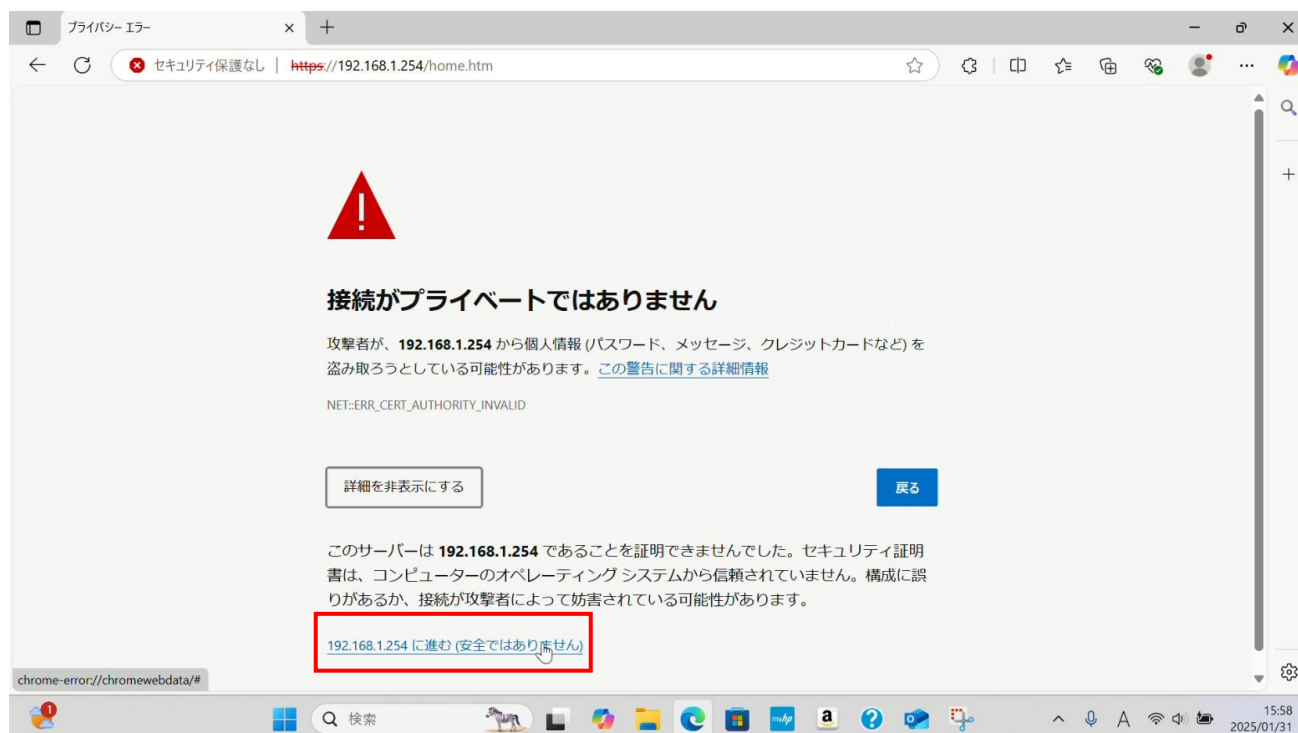 プライバシー エラー
セキュリティ保護なし https://192.168.1.254/home.htm
接続がプライベートではありません
攻撃者が、192.168.1.254 から個人情報 (パスワード、メッセージ、クレジットカードなど) を
盗み取ろうとしている可能性があります。この警告に関する詳細情報
NET::ERR_CERT_AUTHORITY_INVALID
詳細を非表示にする
戻る
このサーバーは 192.168.1.254 であることを証明できませんでした。セキュリティ証明
書は、コンピューターのオペレーティング システムから信頼されていません。構成に誤
りがあるか、接続が攻撃者によって妨害されている可能性があります。
192.168.1.254 に進む (安全ではありません)
chrome-error://chromewebdata/#
1
検索
myhp
a
A
15:58
2025/01/31